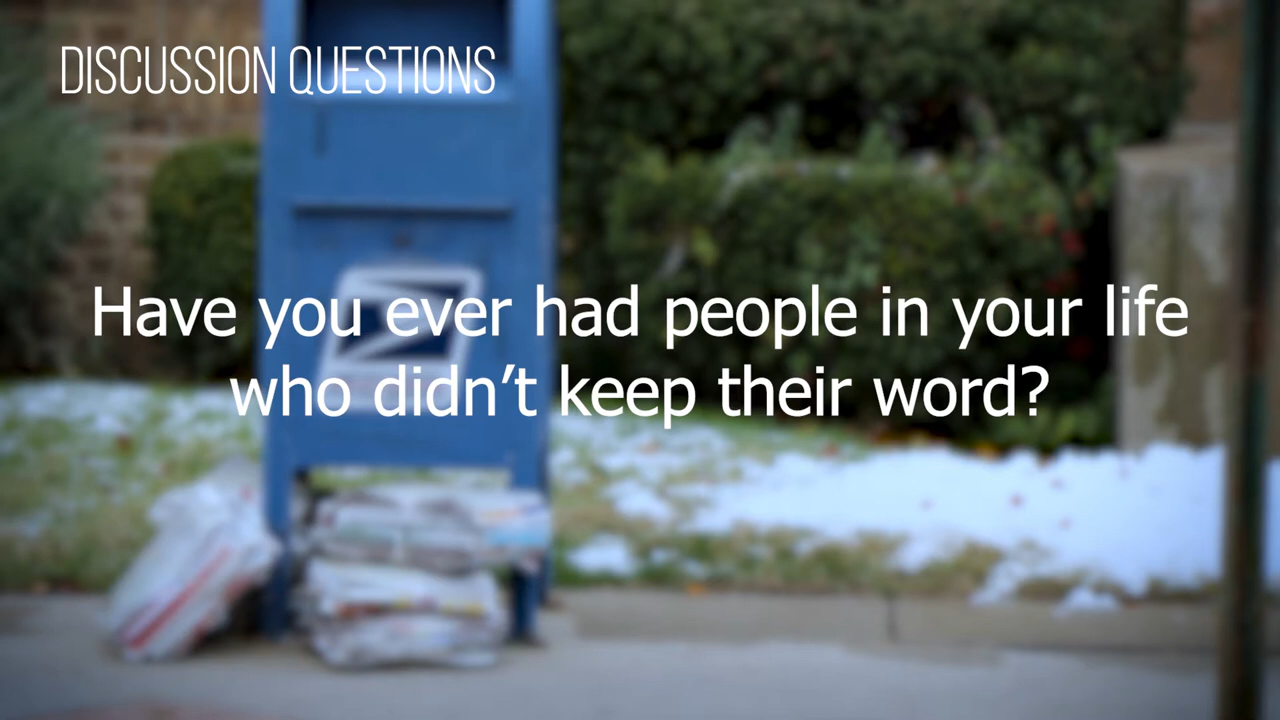 DISCUSSION QUESTIONS
Have you ever had people in your life
who didn't keep their word?